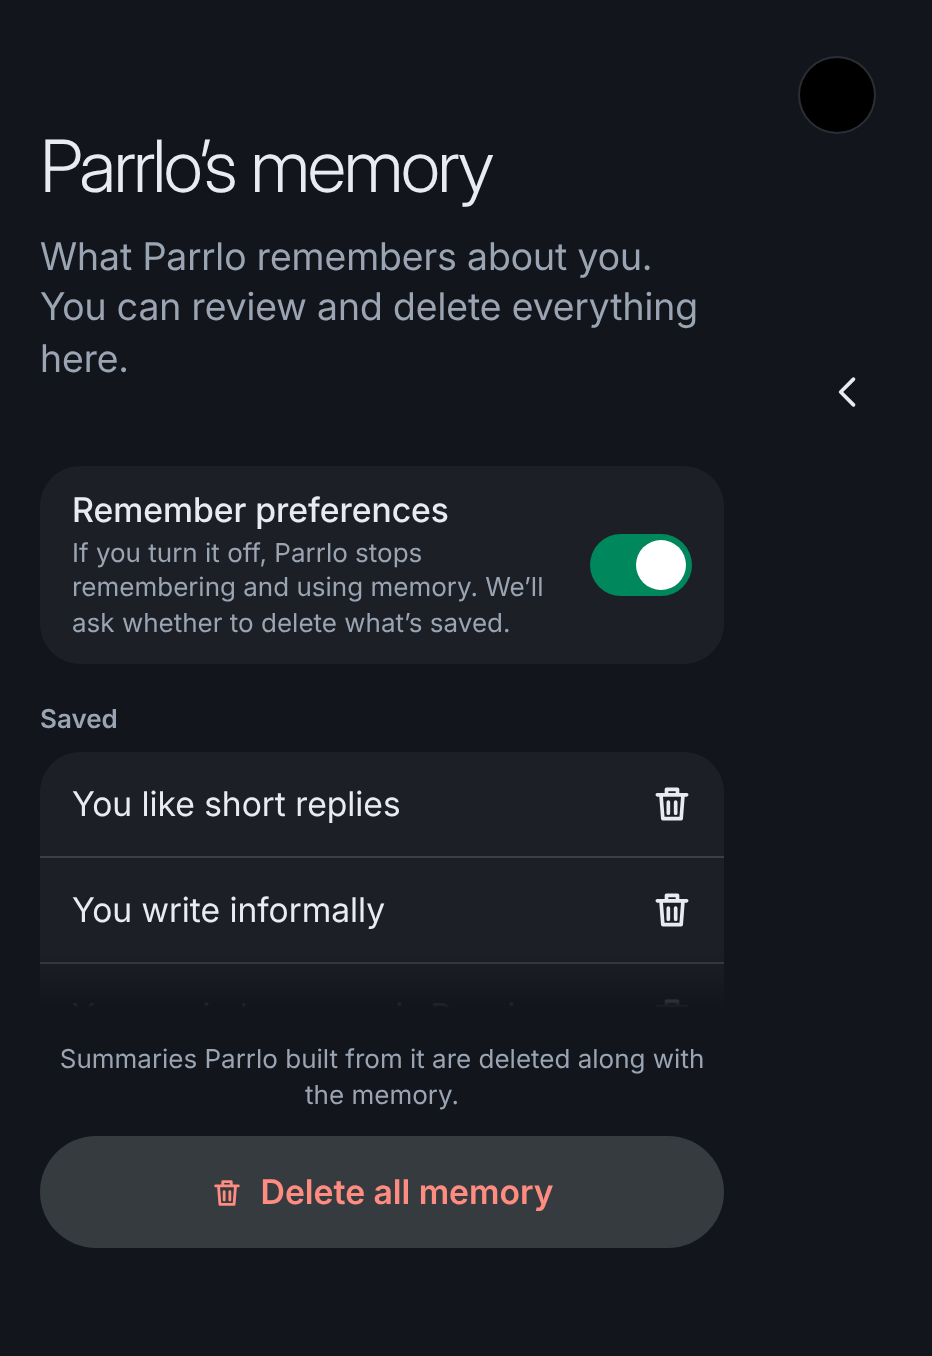 Parrlo’s memory
What Parrlo remembers about you.
You can review and delete everything
here.
Remember preferences
If you turn it off, Parrlo stops
remembering and using memory. We’ll
ask whether to delete what’s saved.
Saved
You like short replies
You write informally
Summaries Parrlo built from it are deleted along with
the memory.
Delete all memory